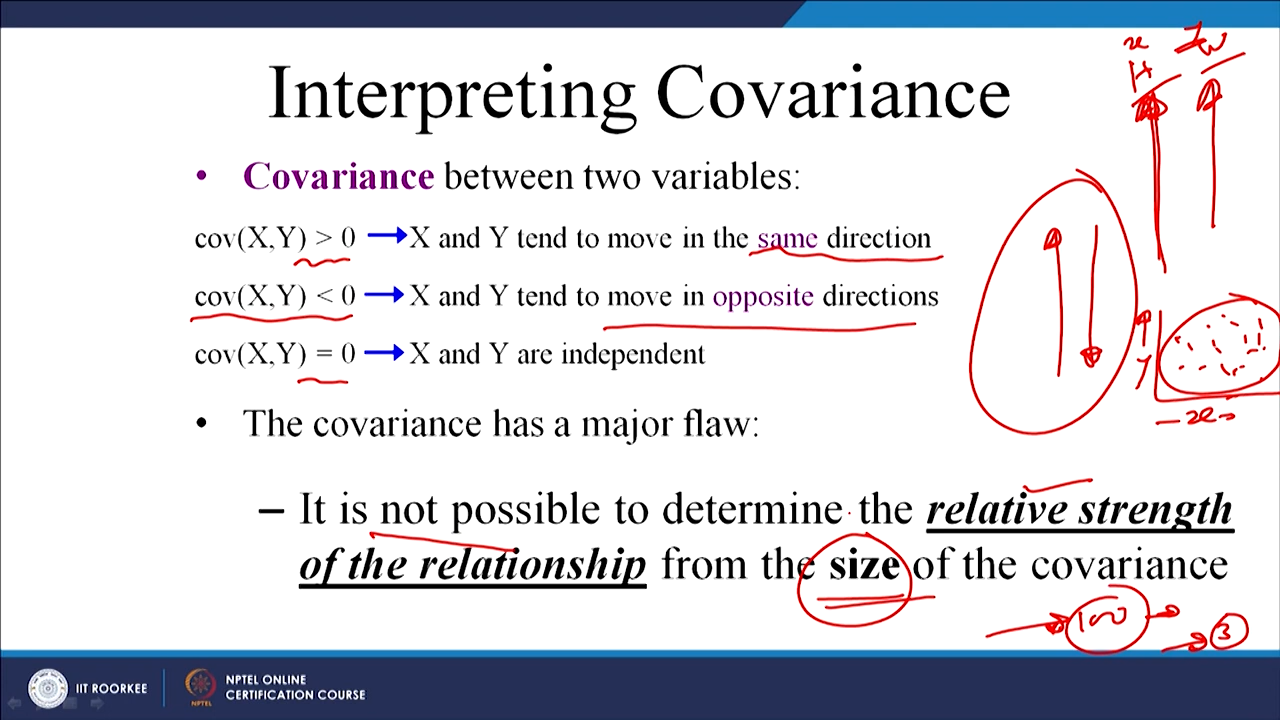 Interpreting Covariance
• Covariance between two variables:
cov(X,Y) > 0 → X and Y tend to move in the same direction
cov(X,Y) < 0 → X and Y tend to move in opposite directions
cov(X,Y) = 0 → X and Y are independent
• The covariance has a major flaw:
– It is not possible to determine the relative strength
of the relationship from the size of the covariance
x
H
w
Y
x
100
3
IIT ROORKEE
NPTEL ONLINE
CERTIFICATION COURSE
NPTEL